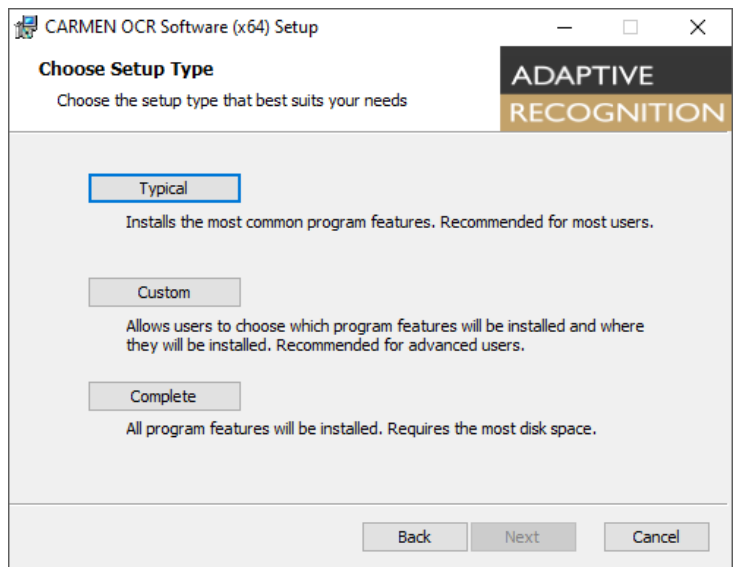 CARMEN OCR Software (x64) Setup
Choose Setup Type
Choose the setup type that best suits your needs
ADAPTIVE
RECOGNITION
Typical
Installs the most common program features. Recommended for most users.
Custom
Allows users to choose which program features will be installed and where
they will be installed. Recommended for advanced users.
Complete
All program features will be installed. Requires the most disk space.
Back
Next
Cancel